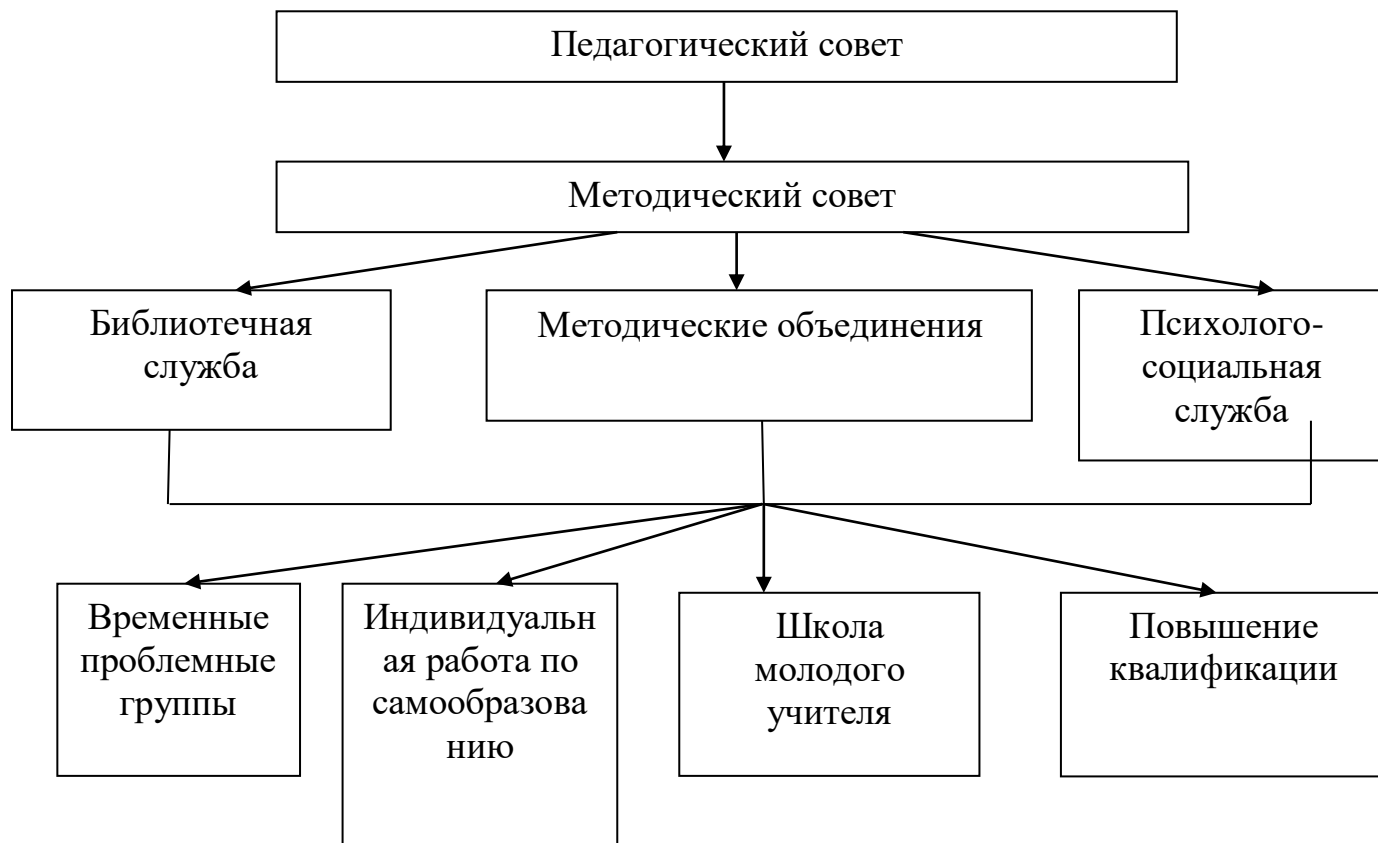 Педагогический совет
Методический совет
Библиотечная
служба
Методические объединения
Психолого-
социальная
служба
Временные
проблемные
группы
Индивидуальн
ая работа по
самообразова
нию
Школа
молодого
учителя
Повышение
квалификации